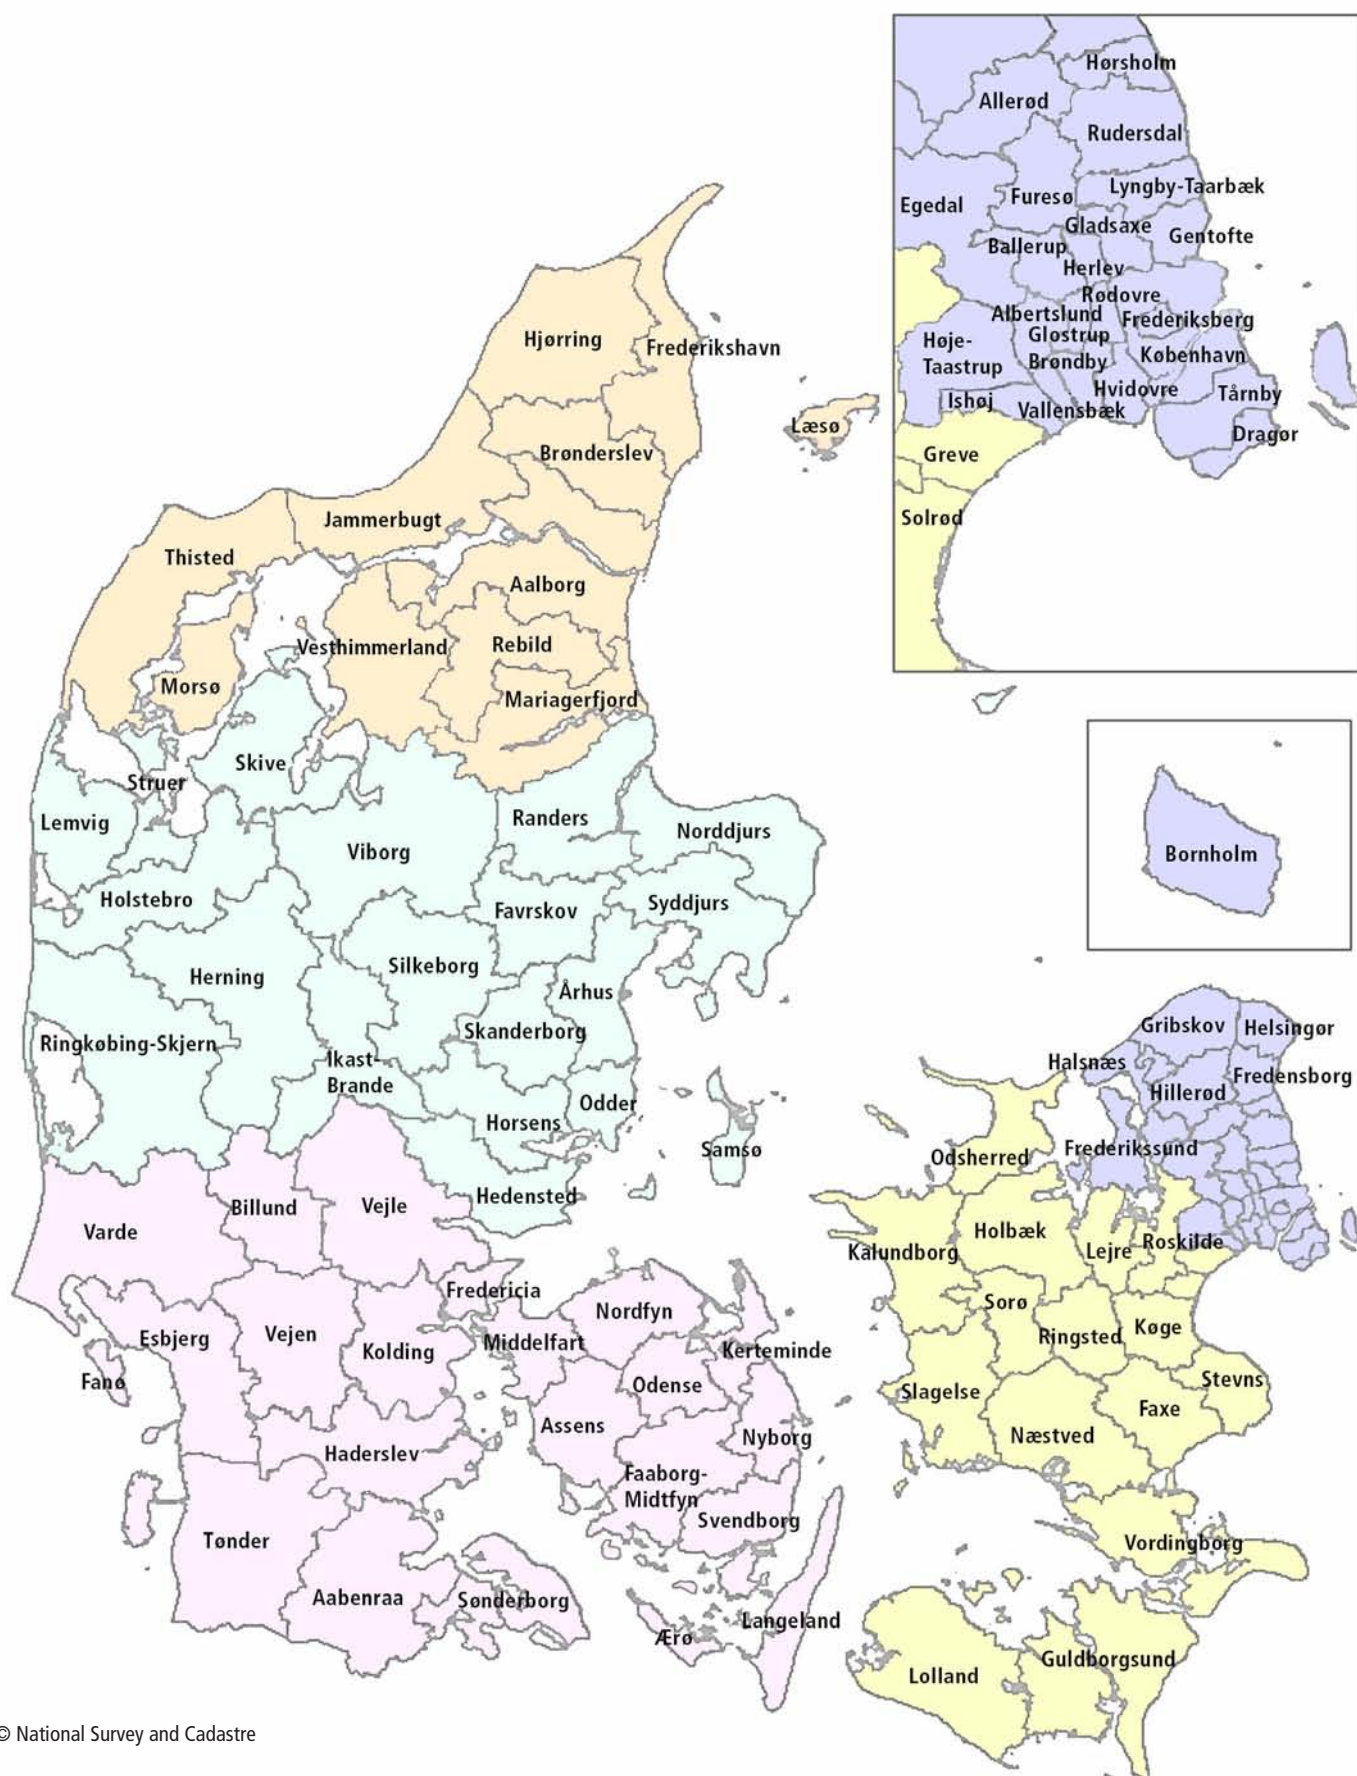 Hørsholm
Allerød
Rudersdal
Lyngby-Taarbæk
Egedal
Furesø
Gladsaxe
Gentofte
Ballerup
Herlev
Rødovre
Albertslund
Frederiksberg
Glostrup
Høje-
Taastrup
Brøndby
København
Hvidovre
Ishøj
Vallensbæk
Tårnby
Dragør
Greve
Solrød
Hjørring
Frederikshavn
Læsø
Brønderslev
Jammerbugt
Thisted
Aalborg
Vesthimmerland
Rebild
Morsø
Mariagerfjord
Skive
Struer
Lemvig
Randers
Norddjurs
Viborg
Holstebro
Favrskov
Syddjurs
Herning
Silkeborg
Århus
Skanderborg
Ringkøbing-Skjern
Ikast-
Brande
Horsens
Odder
Samsø
Hedensted
Bornholm
Gribskov
Helsingør
Halsnæs
Fredensborg
Hillerød
Frederikssund
Odsherred
Holbæk
Kalundborg
Lejre
Roskilde
Sorø
Ringsted
Køge
Stevns
Slagelse
Faxe
Næstved
Vordingborg
Guldborgsund
Lolland
Varde
Billund
Vejle
Fredericia
Nordfyn
Esbjerg
Vejen
Kolding
Middelfart
Kerteminde
Fanø
Odense
Assens
Nyborg
Haderslev
Faaborg-
Midtfyn
Svendborg
Tønder
Aabenraa
Sønderborg
Langeland
Ærø
© National Survey and Cadastre